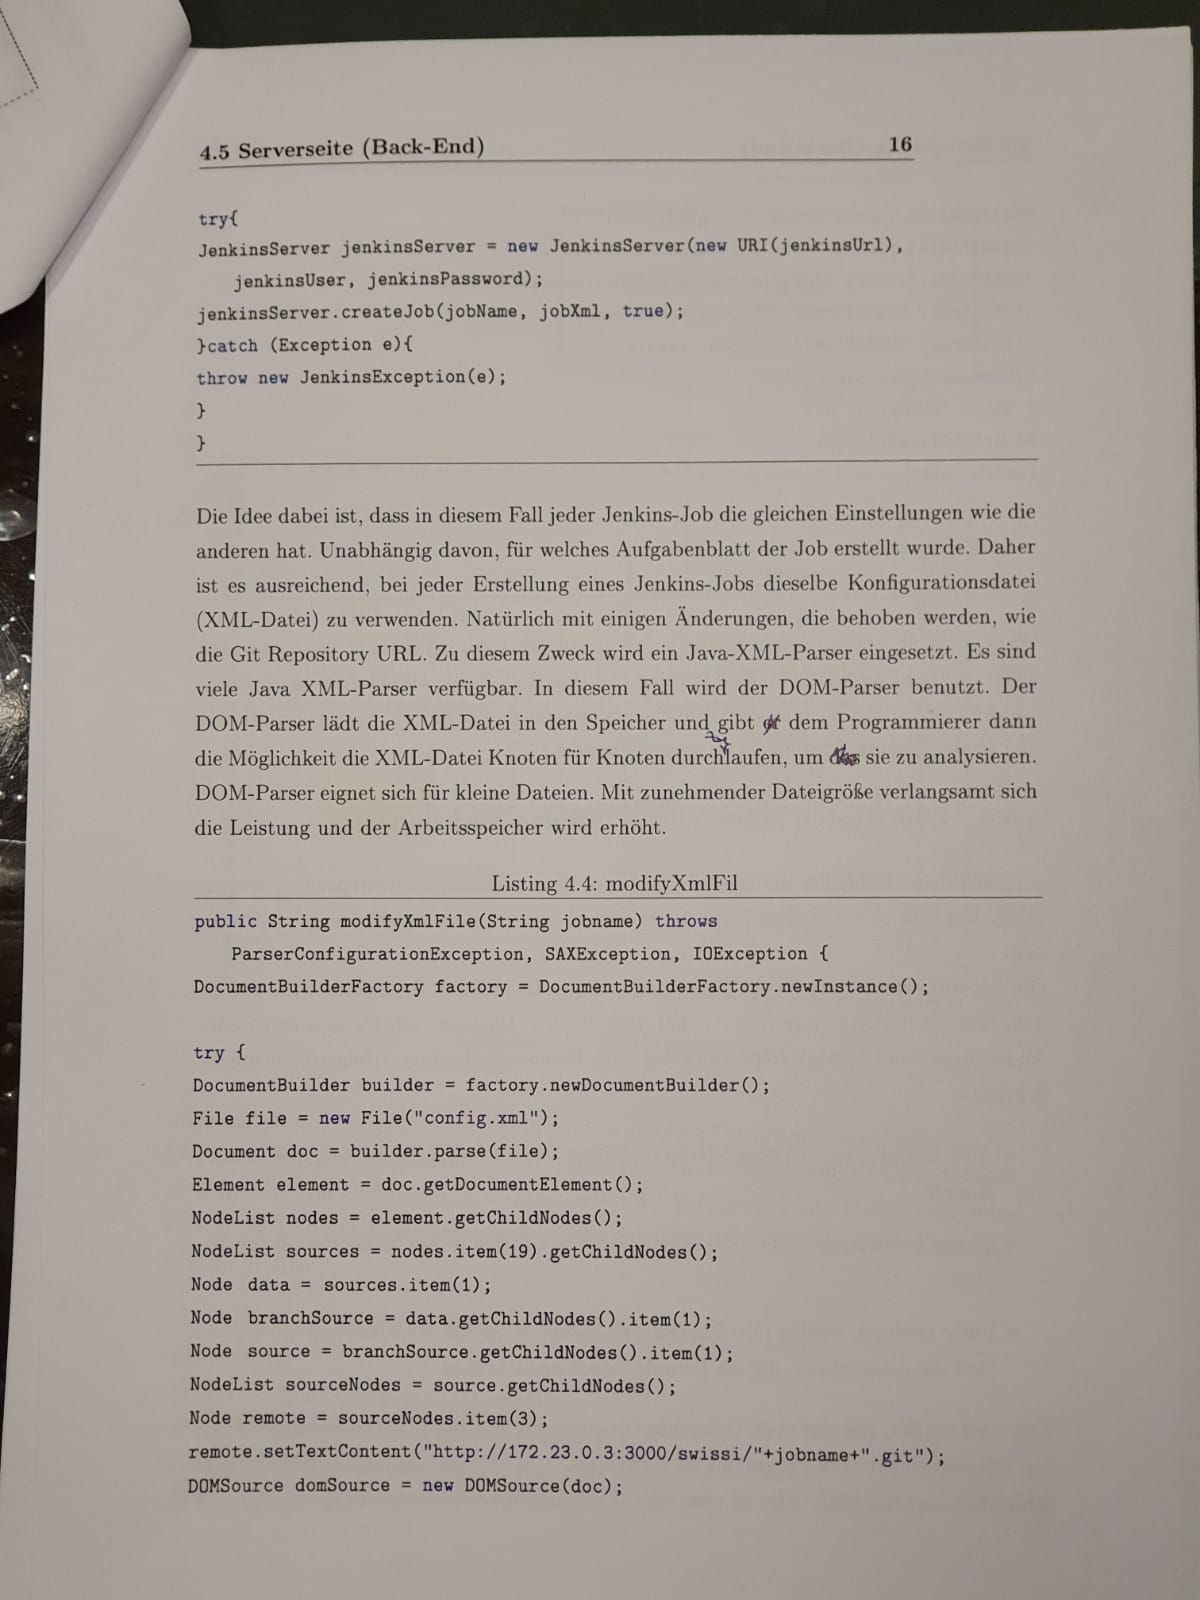 4.5 Serverseite (Back-End) 16
try{
JenkinsServer jenkinsServer = new JenkinsServer(new URI(jenkinsUrl),
jenkinsUser, jenkinsPassword);
jenkinsServer.createJob(jobName, jobXml, true);
}catch (Exception e){
throw new JenkinsException(e);
}
}
Die Idee dabei ist, dass in diesem Fall jeder Jenkins-Job die gleichen Einstellungen wie die
anderen hat. Unabhängig davon, für welches Aufgabenblatt der Job erstellt wurde. Daher
ist es ausreichend, bei jeder Erstellung eines Jenkins-Jobs dieselbe Konfigurationsdatei
(XML-Datei) zu verwenden. Natürlich mit einigen Änderungen, die behoben werden, wie
die Git Repository URL. Zu diesem Zweck wird ein Java-XML-Parser eingesetzt. Es sind
viele Java XML-Parser verfügbar. In diesem Fall wird der DOM-Parser benutzt. Der
DOM-Parser lädt die XML-Datei in den Speicher und gibt dem Programmierer dann
die Möglichkeit die XML-Datei Knoten für Knoten durchlaufen, um sie zu analysieren.
DOM-Parser eignet sich für kleine Dateien. Mit zunehmender Dateigröße verlangsamt sich
die Leistung und der Arbeitsspeicher wird erhöht.
Listing 4.4: modifyXmlFil
public String modifyXmlFile(String jobname) throws
ParserConfigurationException, SAXException, IOException {
DocumentBuilderFactory factory = DocumentBuilderFactory.newInstance();
try {
DocumentBuilder builder = factory.newDocumentBuilder();
File file = new File("config.xml");
Document doc = builder.parse(file);
Element element = doc.getDocumentElement();
NodeList nodes = element.getChildNodes();
NodeList sources = nodes.item(19).getChildNodes();
Node data = sources.item(1);
Node branchSource = data.getChildNodes().item(1);
Node source = branchSource.getChildNodes().item(1);
NodeList sourceNodes = source.getChildNodes();
Node remote = sourceNodes.item(3);
remote.setTextContent("http://172.23.0.3:3000/swissi/"+jobname+".git");
DOMSource domSource = new DOMSource(doc);